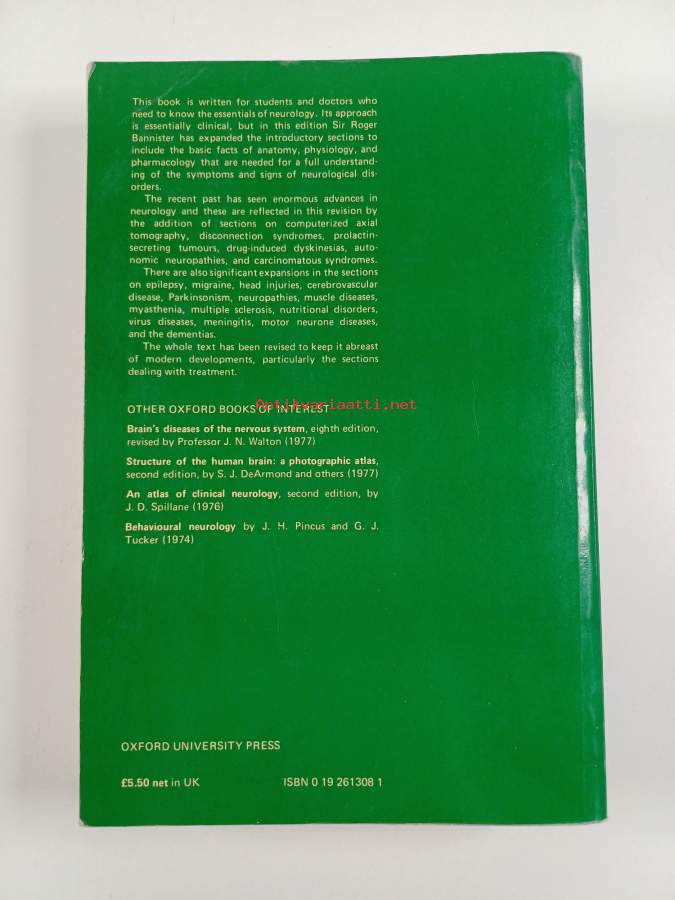 This book is written for students and doctors who
need to know the essentials of neurology. Its approach
is essentially clinical, but in this edition Sir Roger
Bannister has expanded the introductory sections to
include the basic facts of anatomy, physiology, and
pharmacology that are needed for a full understand-
ing of the symptoms and signs of neurological dis-
orders.
The recent past has seen enormous advances in
neurology and these are reflected in this revision by
the addition of sections on computerized axial
tomography, disconnection syndromes, prolactin-
secreting tumours, drug-induced dyskinesias, auto-
nomic neuropathies, and carcinomatous syndromes.
There are also significant expansions in the sections
on epilepsy, migraine, head injuries, cerebrovascular
disease, Parkinsonism, neuropathies, muscle diseases,
myasthenia, multiple sclerosis, nutritional disorders,
virus diseases, meningitis, motor neurone diseases,
and the dementias.
The whole text has been revised to keep it abreast
of modern developments, particularly the sections
dealing with treatment.
Antikvariaatti.net
OTHER OXFORD BOOKS OF INTEREST
Brain's diseases of the nervous system, eighth edition,
revised by Professor J. N. Walton (1977)
Structure of the human brain: a photographic atlas,
second edition, by S. J. DeArmond and others (1977)
An atlas of clinical neurology, second edition, by
J. D. Spillane (1976)
Behavioural neurology by J. H. Pincus and G. J.
Tucker (1974)
OXFORD UNIVERSITY PRESS
£5.50 net in UK ISBN 0 19 261308 1